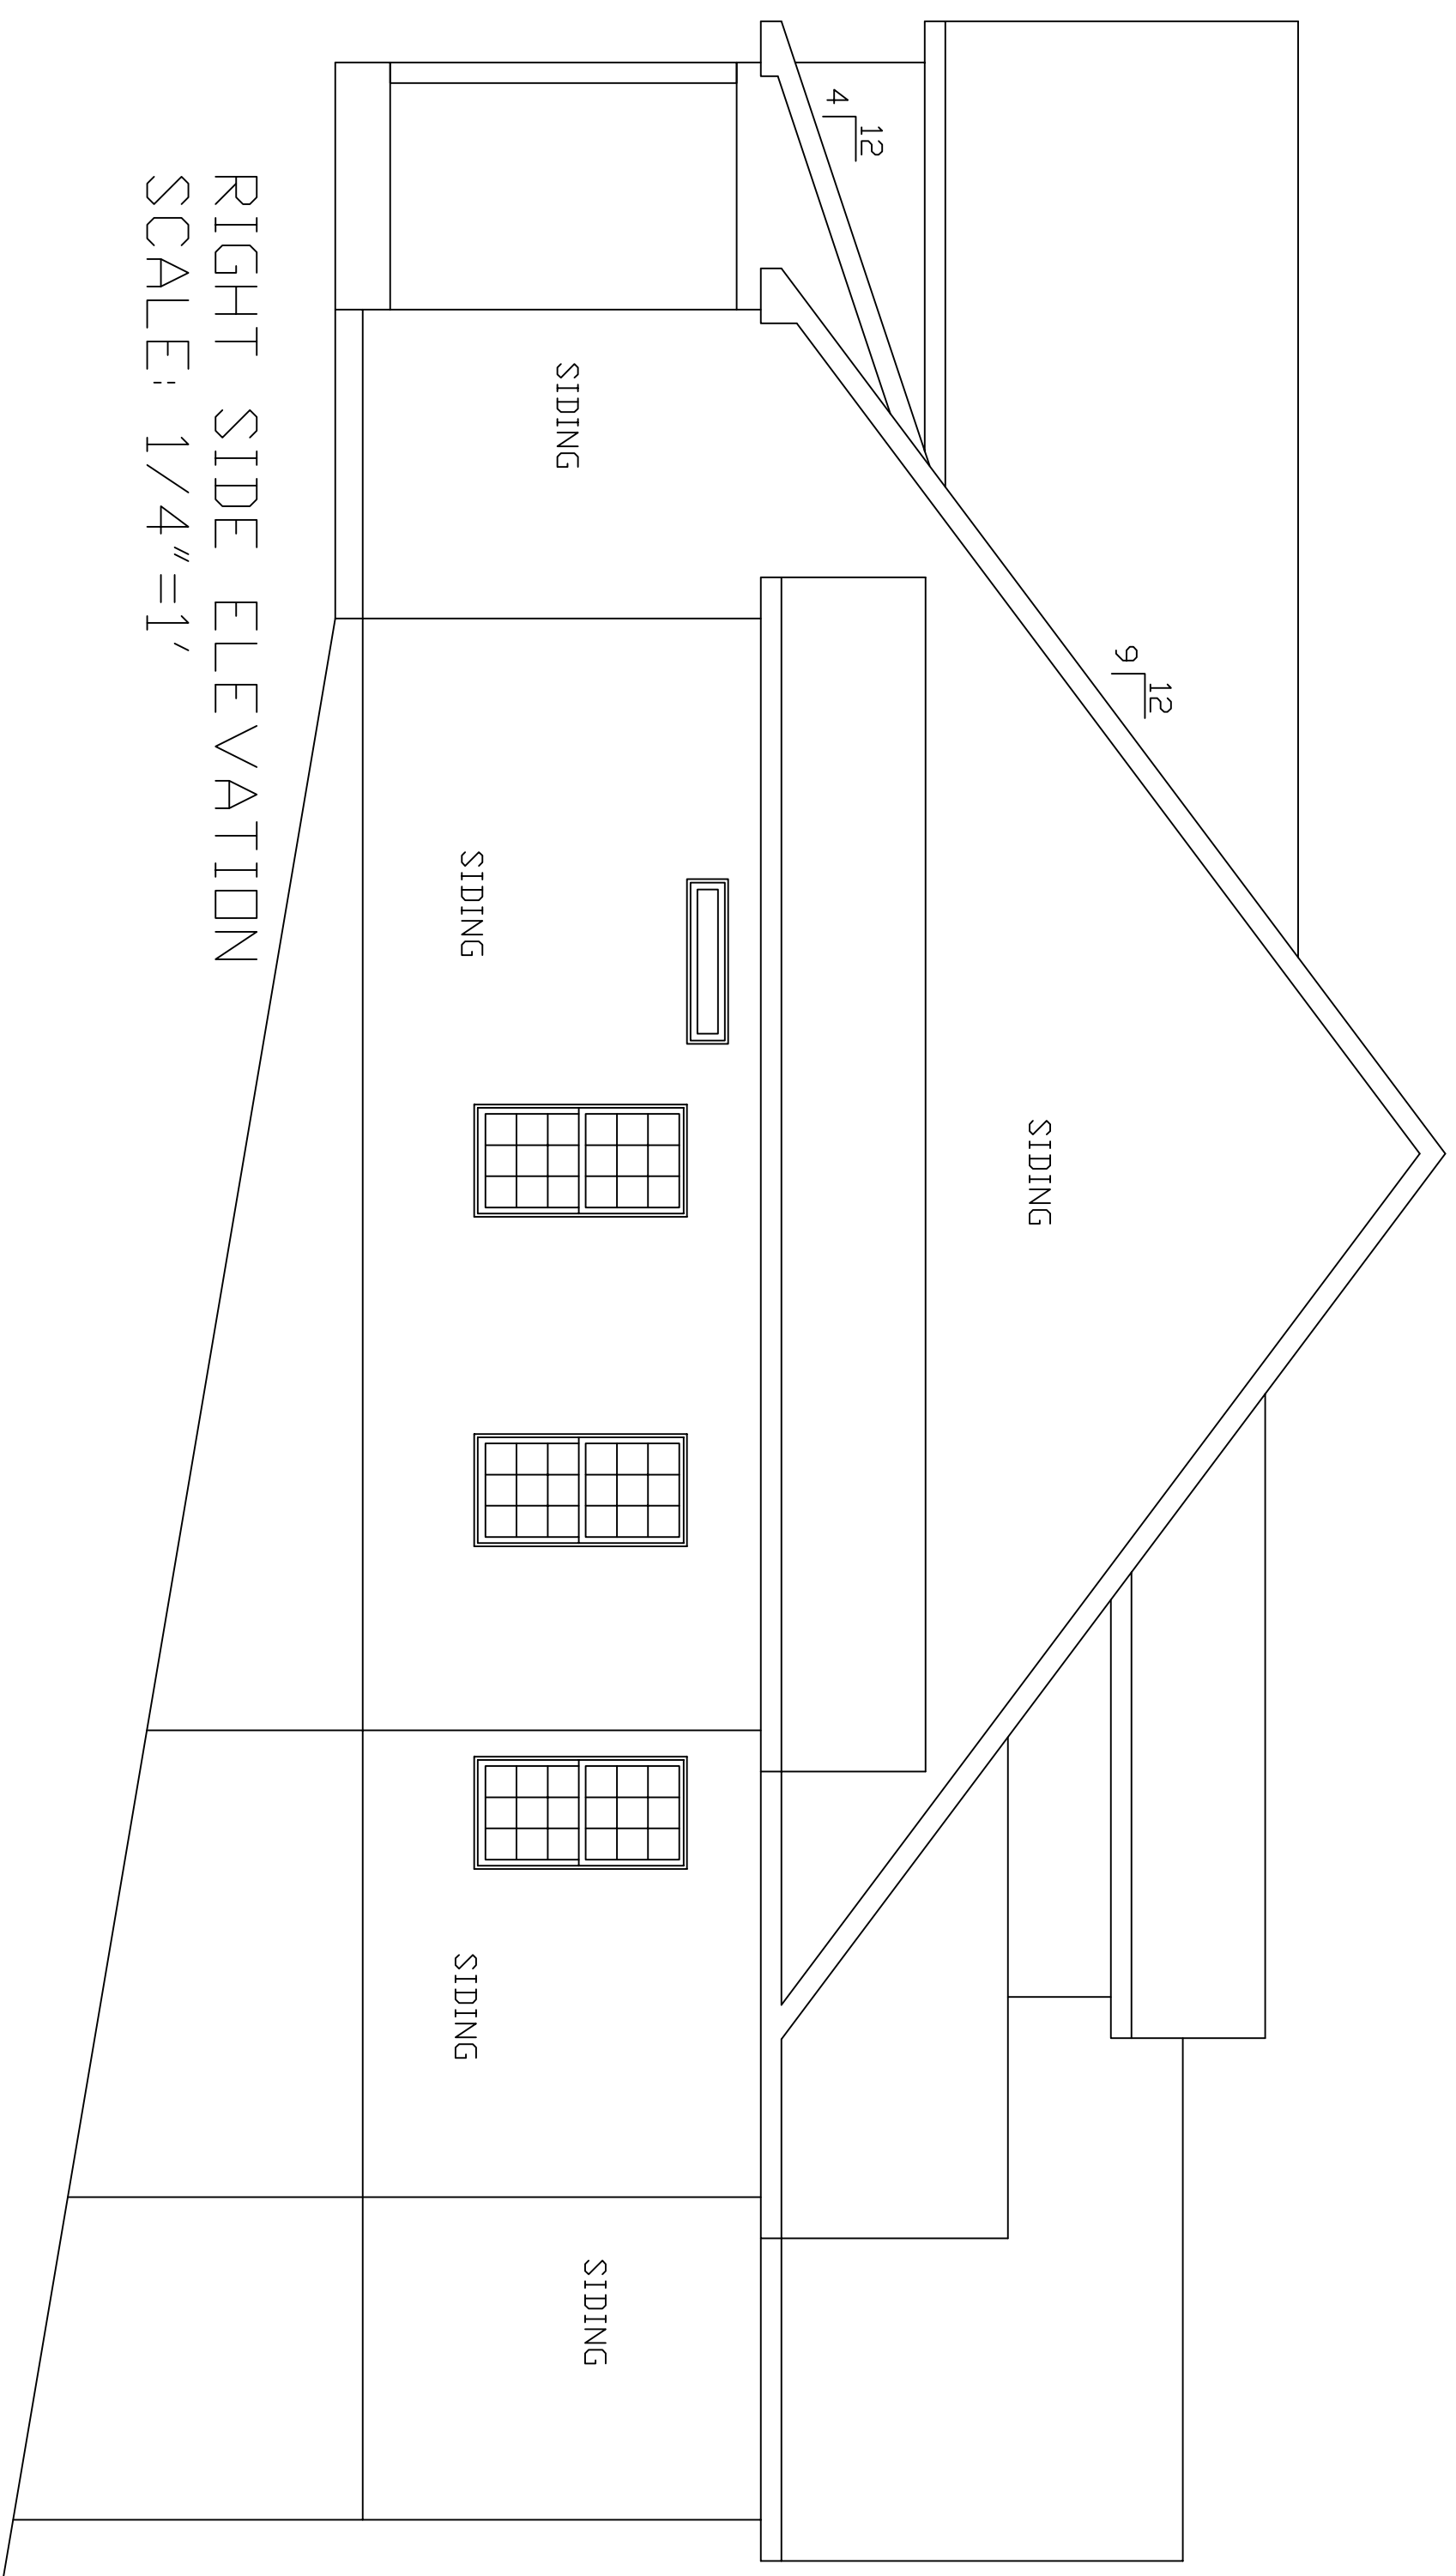 12
9
12
4
SIDING
SIDING
SIDING
SIDING
SIDING
RIGHT SIDE ELEVATION
SCALE: 1/4"=1'